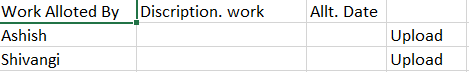 Work Alloted By Discription. work Allt. Date
Ashish Upload
Shivangi Upload